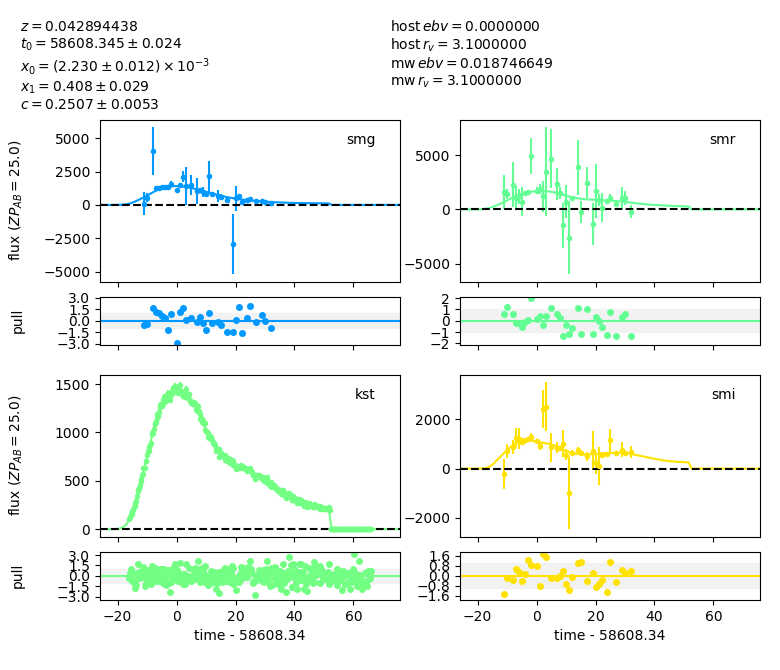 z = 0.042894438
t₀ = 58608.345 ± 0.024
x₀ = (2.230 ± 0.012) × 10⁻³
x₁ = 0.408 ± 0.029
c = 0.2507 ± 0.0053
host ebv = 0.0000000
host r_v = 3.1000000
mw ebv = 0.018746649
mw r_v = 3.1000000
flux (ZP_AB = 25.0)
5000
2500
0
−2500
−5000
smg
5000
0
−5000
smr
pull
3.0
1.5
0.0
−1.5
−3.0
2
1
0
−1
−2
flux (ZP_AB = 25.0)
1500
1000
500
0
kst
2000
0
−2000
smi
pull
3.0
1.5
0.0
−1.5
−3.0
1.6
0.8
0.0
−0.8
−1.6
−20 0 20 40 60
−20 0 20 40 60
time - 58608.34
time - 58608.34